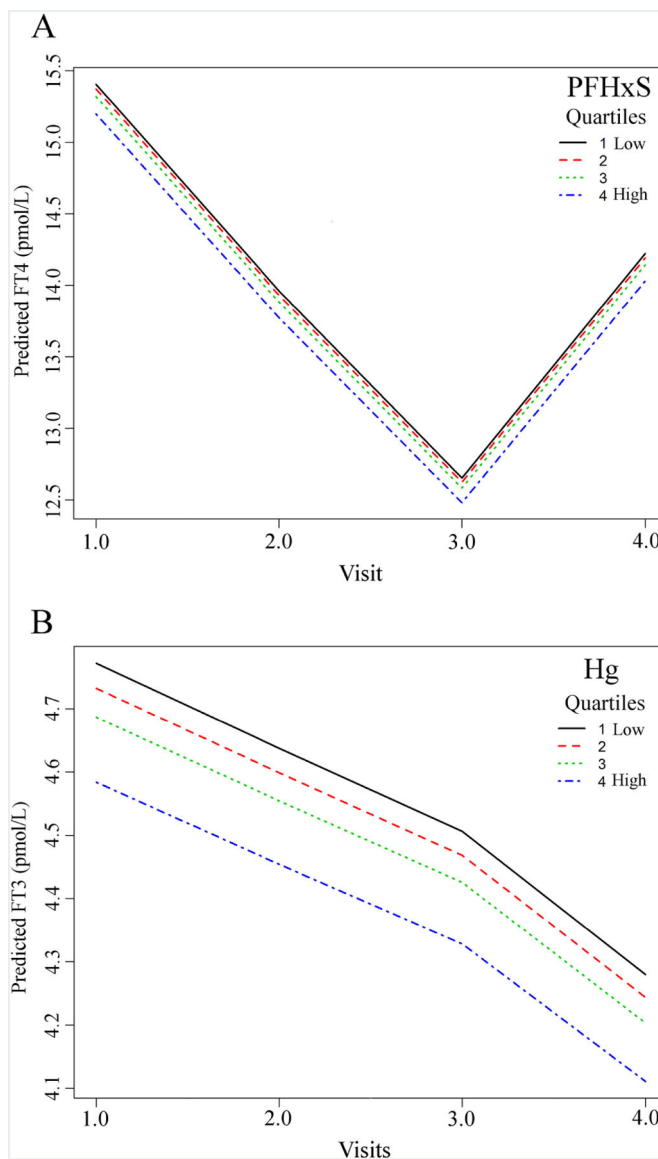 A
PFHxS
Quartiles
1 Low
2
3
4 High
Predicted FT4 (pmol/L)
15.5
15.0
14.5
14.0
13.5
13.0
12.5
1.0 2.0 3.0 4.0
Visit
B
Hg
Quartiles
1 Low
2
3
4 High
Predicted FT3 (pmol/L)
4.7
4.6
4.5
4.4
4.3
4.2
4.1
1.0 2.0 3.0 4.0
Visits